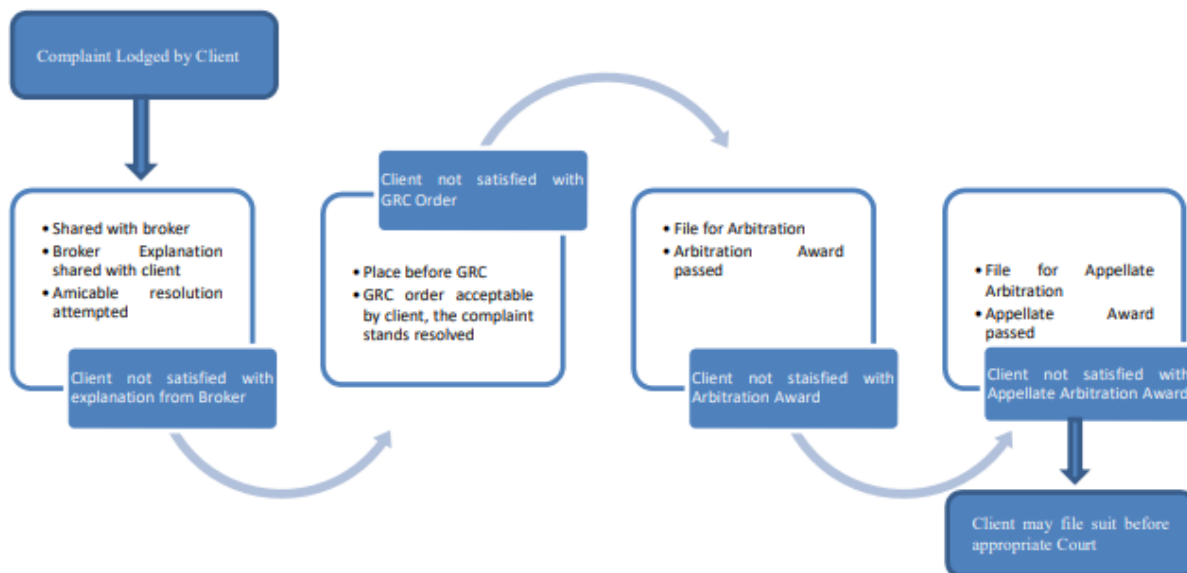 Complaint Lodged by Client
• Shared with broker
• Broker Explanation
shared with client
• Amicable resolution
attempted
Client not satisfied with
explanation from Broker
Client not satisfied with
GRC Order
• Place before GRC
• GRC order acceptable
by client, the complaint
stands resolved
• File for Arbitration
• Arbitration Award
passed
Client not staisfied with
Arbitration Award
• File for Appellate
Arbitration
• Appellate Award
passed
Client not satisfied with
Appellate Arbitration Award
Client may file suit before
appropriate Court